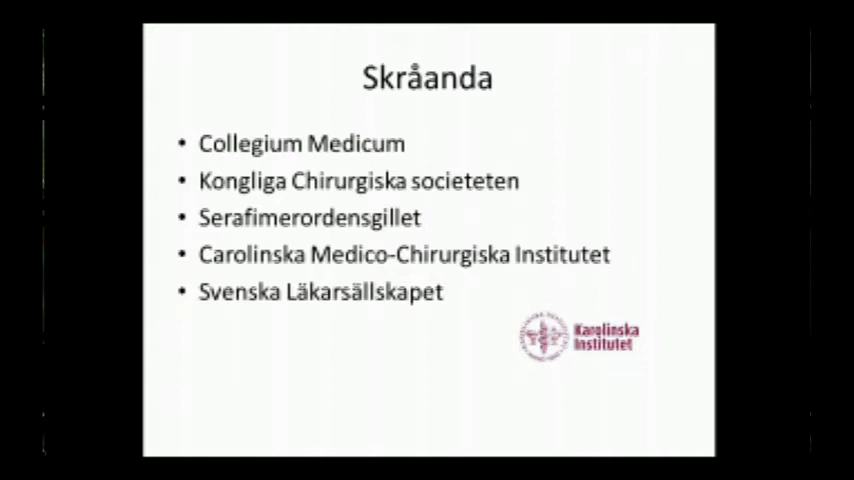 Skråanda
• Collegium Medicum
• Kongliga Chirurgiska societeten
• Serafimerordensgillet
• Carolinska Medico-Chirurgiska Institutet
• Svenska Läkarsällskapet
Karolinska
Institutet